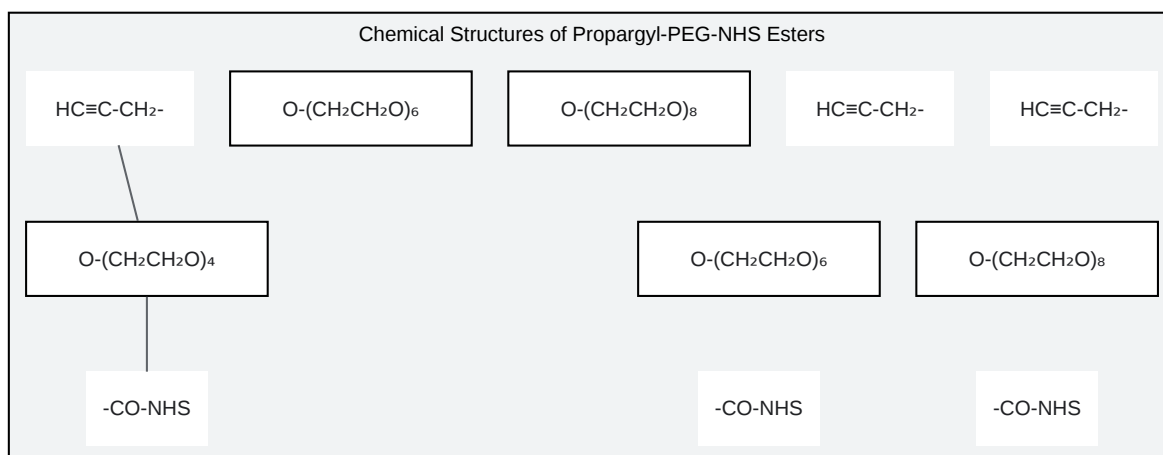 Chemical Structures of Propargyl-PEG-NHS Esters
HC≡C-CH₂-
O-(CH₂CH₂O)₆
O-(CH₂CH₂O)₈
HC≡C-CH₂-
HC≡C-CH₂-
O-(CH₂CH₂O)₄
O-(CH₂CH₂O)₆
O-(CH₂CH₂O)₈
-CO-NHS
-CO-NHS
-CO-NHS